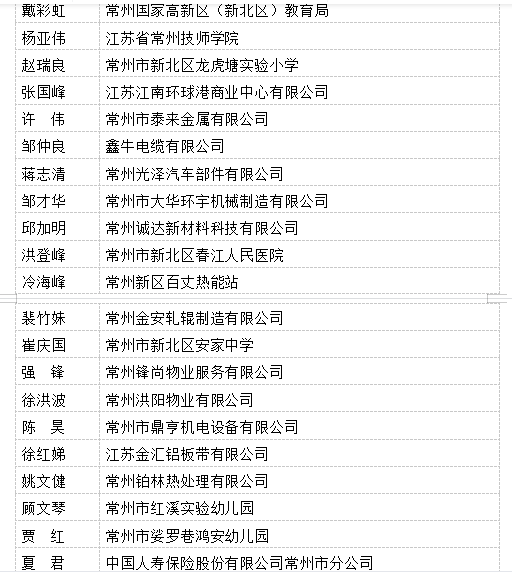 戴彩虹 常州国家高新区（新北区）教育局
杨亚伟 江苏省常州技师学院
赵瑞良 常州市新北区龙虎塘实验小学
张国峰 江苏江南环球港商业中心有限公司
许　伟 常州市泰来金属有限公司
邹仲良 鑫牛电缆有限公司
蒋志清 常州光泽汽车部件有限公司
邹才华 常州市大华环宇机械制造有限公司
邱加明 常州诚达新材料科技有限公司
洪登峰 常州市新北区春江人民医院
冷海峰 常州新区百丈热能站
裴竹妹 常州金安轧辊制造有限公司
崔庆国 常州市新北区安家中学
强　锋 常州锋尚物业服务有限公司
徐洪波 常州洪阳物业有限公司
陈　昊 常州市鼎亨机电设备有限公司
徐红娣 江苏金汇铝板带有限公司
姚文健 常州铂林热处理有限公司
顾文琴 常州市红溪实验幼儿园
贾　红 常州市娑罗巷鸿安幼儿园
夏　君 中国人寿保险股份有限公司常州市分公司